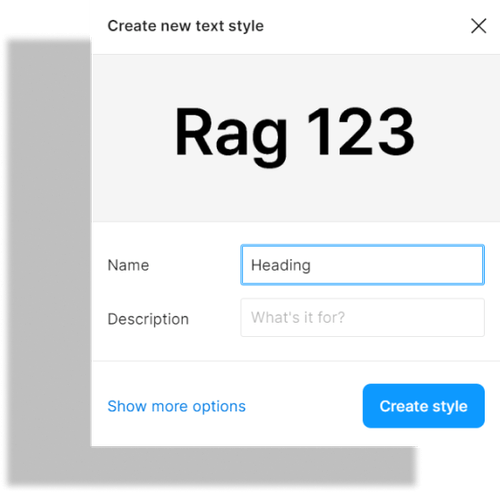 Create new text style
Rag 123
Name
Heading
Description
What's it for?
Show more options
Create style